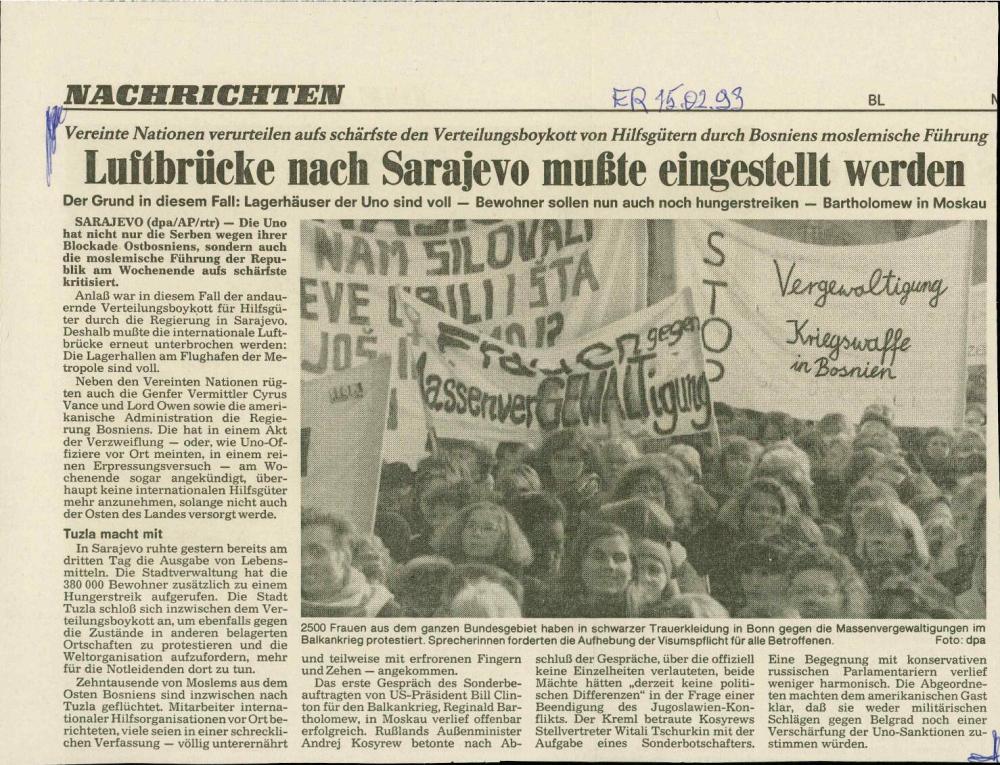 NACHRICHTEN
ER 15.02.93
BL
Vereinte Nationen verurteilen aufs schärfste den Verteilungsboykott von Hilfsgütern durch Bosniens moslemische Führung
Luftbrücke nach Sarajevo mußte eingestellt werden
Der Grund in diesem Fall: Lagerhäuser der Uno sind voll — Bewohner sollen nun auch noch hungerstreiken — Bartholomew in Moskau
SARAJEVO (dpa/AP/rtr) — Die Uno
hat nicht nur die Serben wegen ihrer
Blockade Ostbosniens, sondern auch
die moslemische Führung der Repu-
blik am Wochenende aufs schärfste
kritisiert.
Anlaß war in diesem Fall der andau-
ernde Verteilungsboykott für Hilfsgü-
ter durch die Regierung in Sarajevo.
Deshalb mußte die internationale Luft-
brücke erneut unterbrochen werden:
Die Lagerhallen am Flughafen der Me-
tropole sind voll.
Neben den Vereinten Nationen rüg-
ten auch die Genfer Vermittler Cyrus
Vance und Lord Owen sowie die ameri-
kanische Administration die Regie-
rung Bosniens. Die hat in einem Akt
der Verzweiflung — oder, wie Uno-Of-
fiziere vor Ort meinten, in einem rei-
nen Erpressungsversuch — am Wo-
chenende sogar angekündigt, über-
haupt keine internationalen Hilfsgüter
mehr anzunehmen, solange nicht auch
der Osten des Landes versorgt werde.
Tuzla macht mit
In Sarajevo ruhte gestern bereits am
dritten Tag die Ausgabe von Lebens-
mitteln. Die Stadtverwaltung hat die
380 000 Bewohner zusätzlich zu einem
Hungerstreik aufgerufen. Die Stadt
Tuzla schloß sich inzwischen dem Ver-
teilungsboykott an, um ebenfalls gegen
die Zustände in anderen belagerten
Ortschaften zu protestieren und die
Weltorganisation aufzufordern, mehr
für die Notleidenden dort zu tun.
Zehntausende von Moslems aus dem
Osten Bosniens sind inzwischen nach
Tuzla geflüchtet. Mitarbeiter interna-
tionaler Hilfsorganisationen vor Ort be-
richteten, viele seien in einer schreckli-
chen Verfassung — völlig unterernährt
NAM SILOVALI
EVE UBILI IŠTA
JOŠ
Frauen gegen
MassenverGEWALtigung
STOP
Vergewaltigung
Kriegswaffe
in Bosnien
2500 Frauen aus dem ganzen Bundesgebiet haben in schwarzer Trauerkleidung in Bonn gegen die Massenvergewaltigungen im
Balkankrieg protestiert. Sprecherinnen forderten die Aufhebung der Visumspflicht für alle Betroffenen. Foto: dpa
und teilweise mit erfrorenen Fingern
und Zehen — angekommen.
Das erste Gespräch des Sonderbe-
auftragten von US-Präsident Bill Clin-
ton für den Balkankrieg, Reginald Bar-
tholomew, in Moskau verlief offenbar
erfolgreich. Rußlands Außenminister
Andrej Kosyrew betonte nach Ab-
schluß der Gespräche, über die offiziell
keine Einzelheiten verlauteten, beide
Mächte hätten „derzeit keine politi-
schen Differenzen" in der Frage einer
Beendigung des Jugoslawien-Kon-
flikts. Der Kreml betraute Kosyrews
Stellvertreter Witali Tschurkin mit der
Aufgabe eines Sonderbotschafters.
Eine Begegnung mit konservativen
russischen Parlamentariern verlief
weniger harmonisch. Die Abgeordne-
ten machten dem amerikanischen Gast
klar, daß sie weder militärischen
Schlägen gegen Belgrad noch einer
Verschärfung der Uno-Sanktionen zu-
stimmen würden.